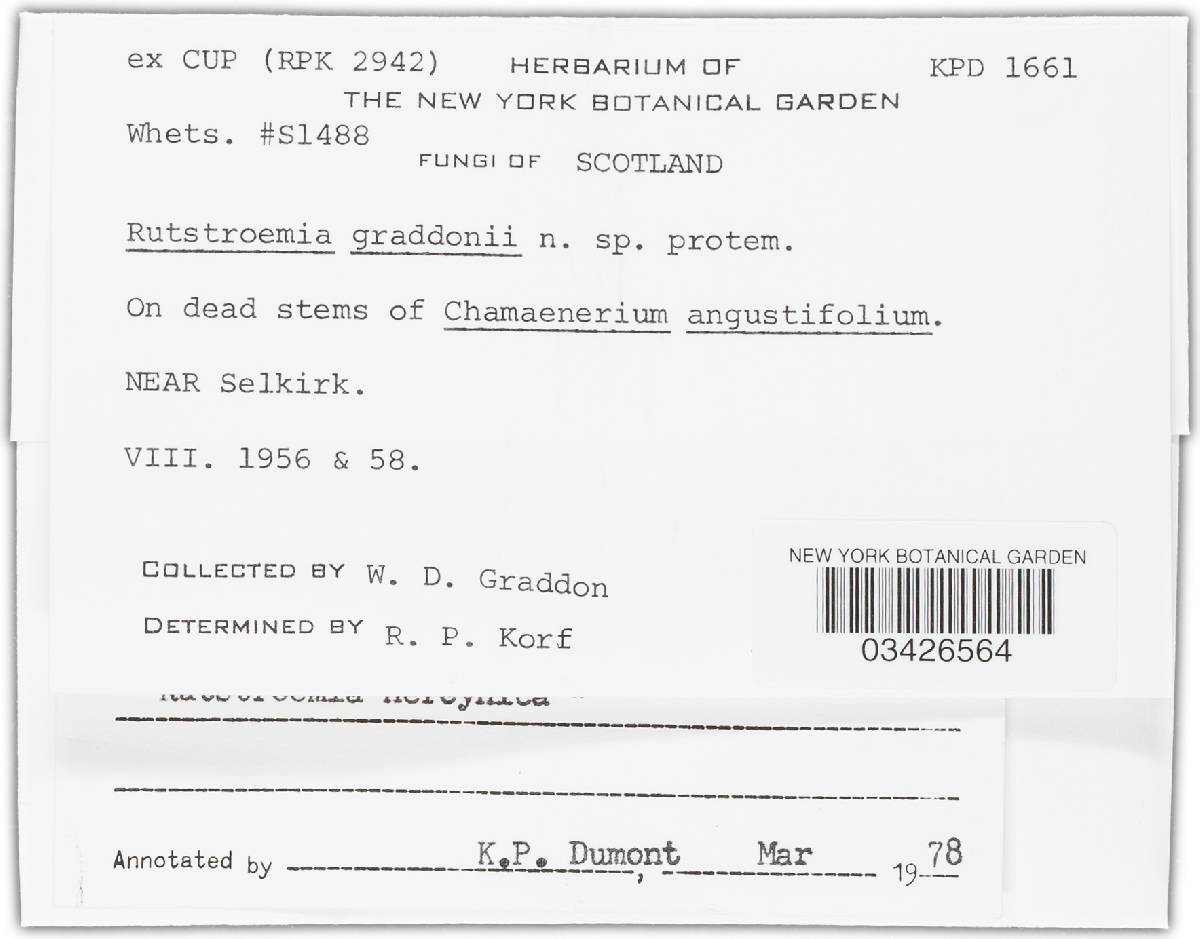 ex CUP (RPK 2942) HERBARIUM OF KPD 1661
THE NEW YORK BOTANICAL GARDEN
Whets. #S1488
FUNGI OF SCOTLAND
Rutstroemia graddonii n. sp. protem.
On dead stems of Chamaenerium angustifolium.
NEAR Selkirk.
VIII. 1956 & 58.
COLLECTED BY W. D. Graddon
DETERMINED BY R. P. Korf
NEW YORK BOTANICAL GARDEN
03426564
Rutstroemia hercynica
Annotated by K.P. Dumont, Mar 1978